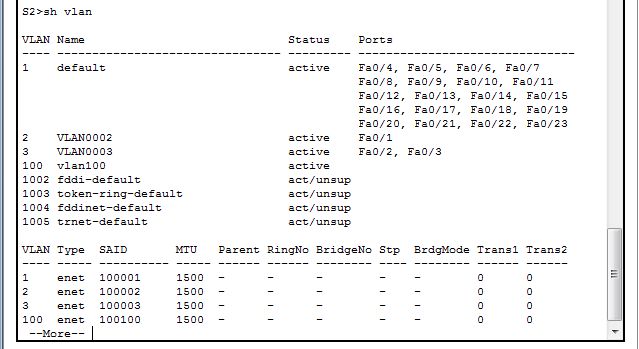 S2>sh vlan
VLAN Name Status Ports
---- -------------------------------- --------- -------------------------------
1 default active Fa0/4, Fa0/5, Fa0/6, Fa0/7
Fa0/8, Fa0/9, Fa0/10, Fa0/11
Fa0/12, Fa0/13, Fa0/14, Fa0/15
Fa0/16, Fa0/17, Fa0/18, Fa0/19
Fa0/20, Fa0/21, Fa0/22, Fa0/23
2 VLAN0002 active Fa0/1
3 VLAN0003 active Fa0/2, Fa0/3
100 vlan100 active
1002 fddi-default act/unsup
1003 token-ring-default act/unsup
1004 fddinet-default act/unsup
1005 trnet-default act/unsup
VLAN Type SAID MTU Parent RingNo BridgeNo Stp BrdgMode Trans1 Trans2
---- ----- ---------- ----- ------ ------ -------- ---- -------- ------ ------
1 enet 100001 1500 - - - - - 0 0
2 enet 100002 1500 - - - - - 0 0
3 enet 100003 1500 - - - - - 0 0
100 enet 100100 1500 - - - - - 0 0
--More--